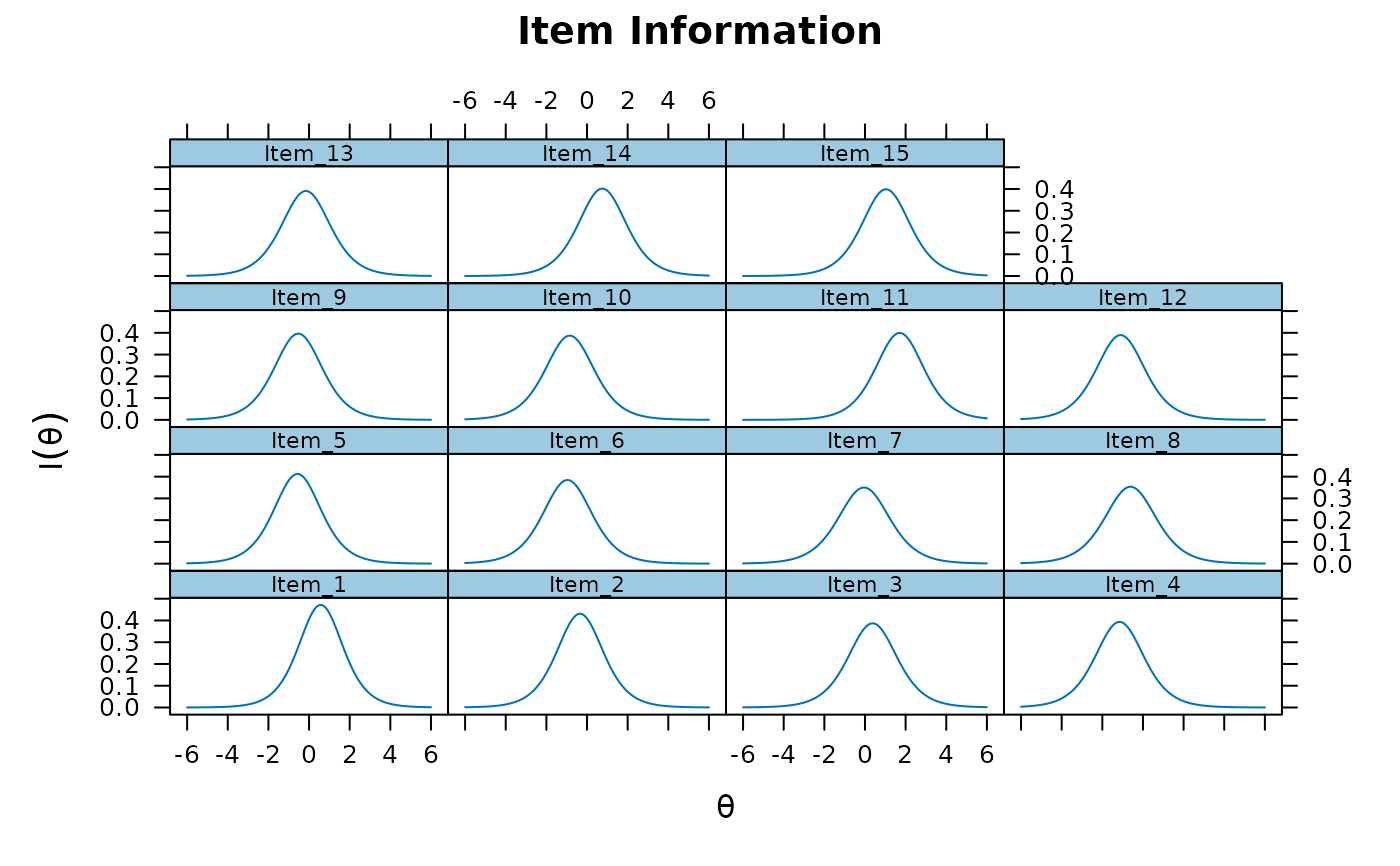 Item Information
-6 -4 -2 0 2 4 6
Item_13 Item_14 Item_15
0.4
0.3
0.2
0.1
0.0
Item_9 Item_10 Item_11 Item_12
0.4
0.3
0.2
0.1
0.0
I(θ)
Item_5 Item_6 Item_7 Item_8
0.4
0.3
0.2
0.1
0.0
Item_1 Item_2 Item_3 Item_4
0.4
0.3
0.2
0.1
0.0
-6 -4 -2 0 2 4 6 -6 -4 -2 0 2 4 6
θ